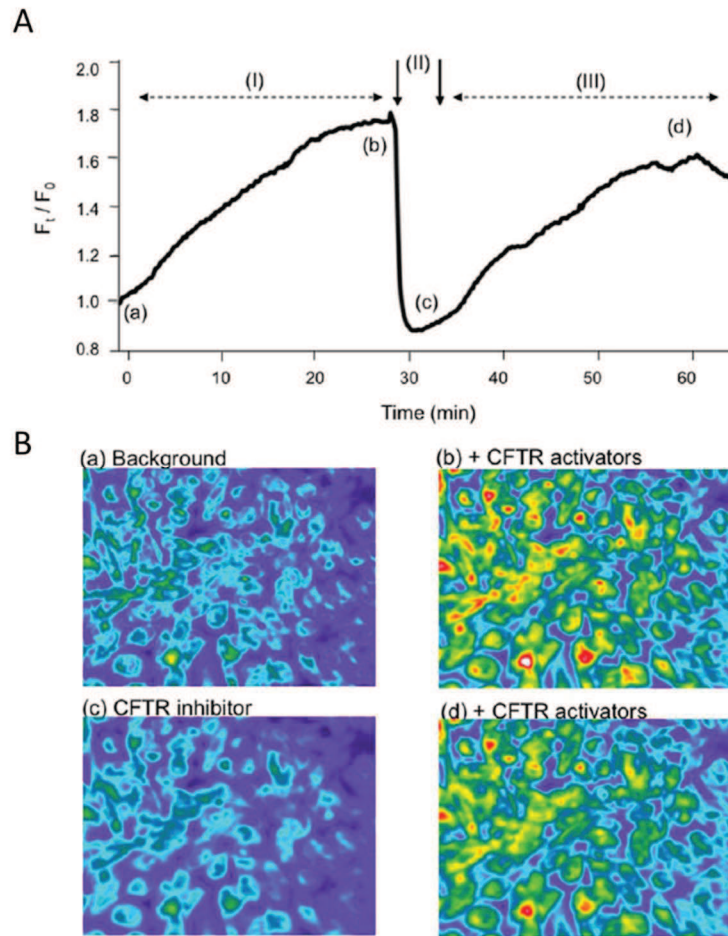 A
(I)
(II)
(III)
2.0
1.8
1.6
1.4
1.2
1.0
0.8
Ft / F0
(a)
(b)
(c)
(d)
0
10
20
30
40
50
60
Time (min)
B
(a) Background
(b) + CFTR activators
(c) CFTR inhibitor
(d) + CFTR activators